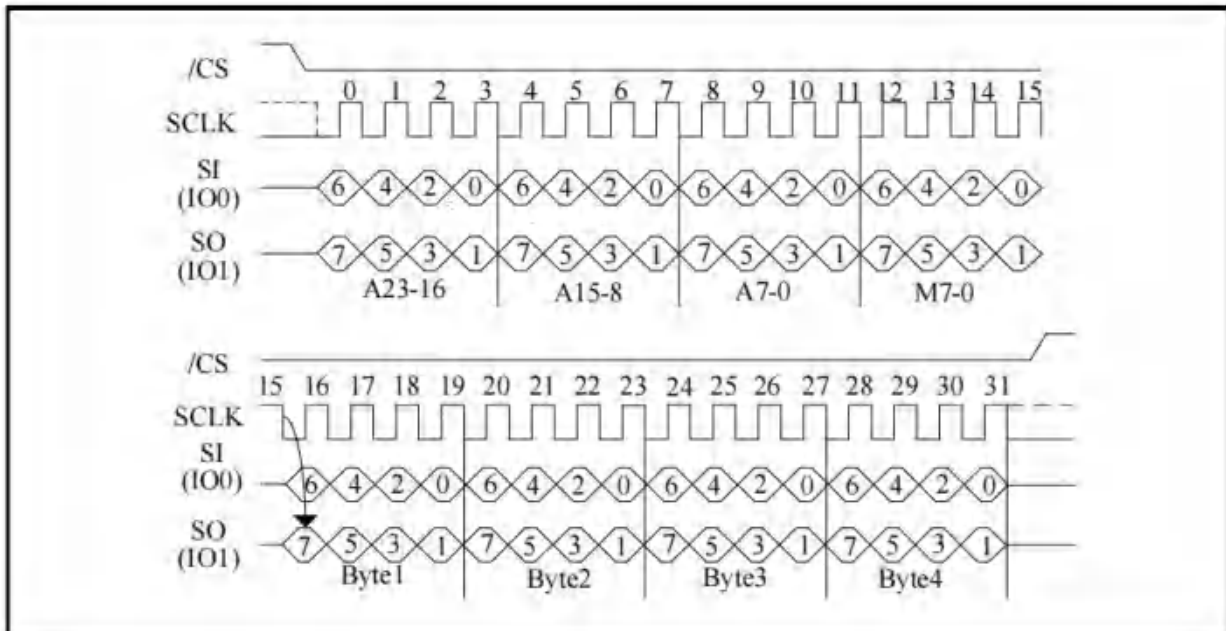 /CS
0 1 2 3 4 5 6 7 8 9 10 11 12 13 14 15
SCLK
SI
(IO0)
6 4 2 0 6 4 2 0 6 4 2 0 6 4 2 0
SO
(IO1)
7 5 3 1 7 5 3 1 7 5 3 1 7 5 3 1
A23-16 A15-8 A7-0 M7-0
/CS
15 16 17 18 19 20 21 22 23 24 25 26 27 28 29 30 31
SCLK
SI
(IO0)
6 4 2 0 6 4 2 0 6 4 2 0 6 4 2 0
SO
(IO1)
7 5 3 1 7 5 3 1 7 5 3 1 7 5 3 1
Byte1 Byte2 Byte3 Byte4